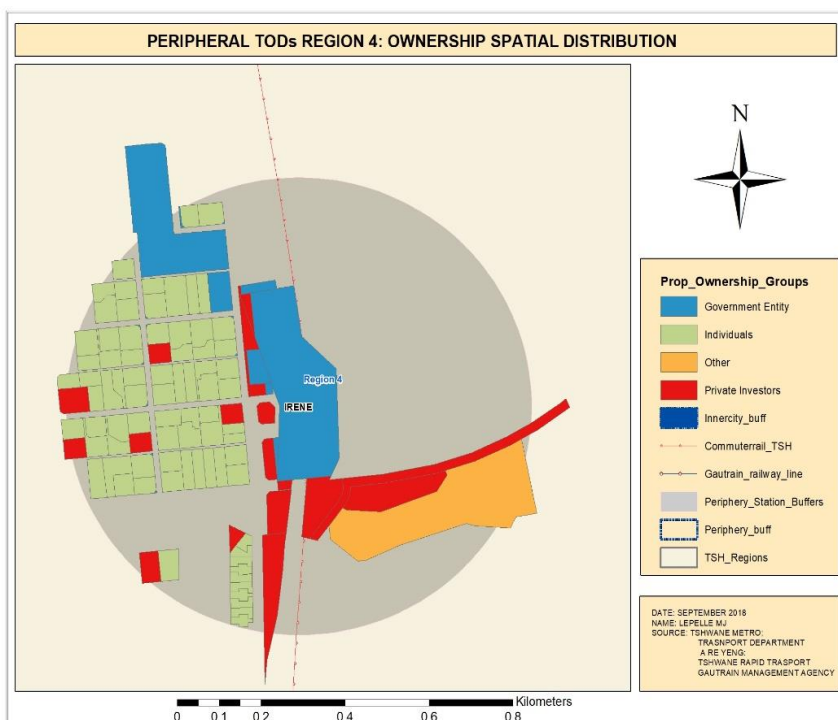 PERIPHERAL TODs REGION 4: OWNERSHIP SPATIAL DISTRIBUTION
N
Region 4
IRENE
Prop_Ownership_Groups
Government Entity
Individuals
Other
Private Investors
Innercity_buff
Commuterrail_TSH
Gautrain_railway_line
Periphery_Station_Buffers
Periphery_buff
TSH_Regions
DATE: SEPTEMBER 2018
NAME: LEPELLE MJ
SOURCE: TSHWANE METRO:
TRASNPORT DEPARTMENT
A RE YENG:
TSHWANE RAPID TRASPORT
GAUTRAIN MANAGEMENT AGENCY
Kilometers
0 0.1 0.2 0.4 0.6 0.8